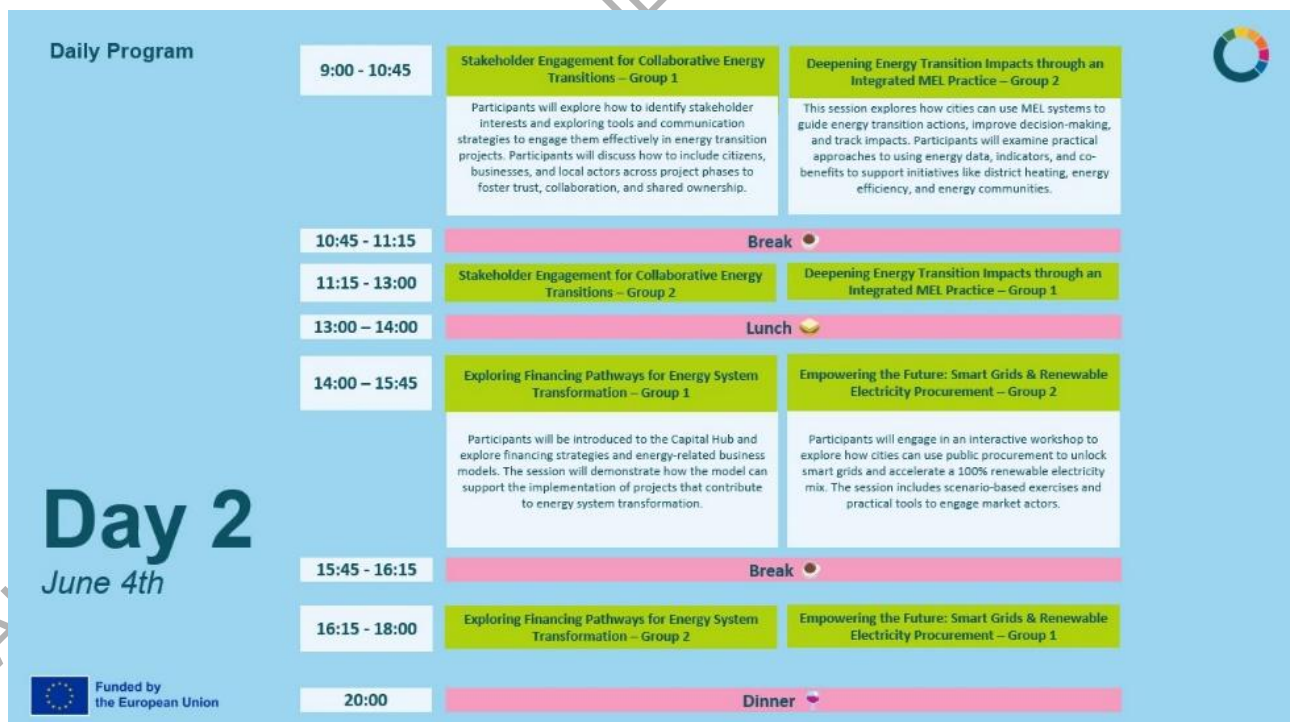 Daily Program
9:00 - 10:45
Stakeholder Engagement for Collaborative Energy
Transitions – Group 1
Deepening Energy Transition Impacts through an
Integrated MEL Practice – Group 2
Participants will explore how to identify stakeholder
interests and exploring tools and communication
strategies to engage them effectively in energy transition
projects. Participants will discuss how to include citizens,
businesses, and local actors across project phases to
foster trust, collaboration, and shared ownership.
This session explores how cities can use MEL systems to
guide energy transition actions, improve decision-making,
and track impacts. Participants will examine practical
approaches to using energy data, indicators, and co-
benefits to support initiatives like district heating, energy
efficiency, and energy communities.
10:45 - 11:15
Break
11:15 - 13:00
Stakeholder Engagement for Collaborative Energy
Transitions – Group 2
Deepening Energy Transition Impacts through an
Integrated MEL Practice – Group 1
13:00 – 14:00
Lunch
14:00 – 15:45
Exploring Financing Pathways for Energy System
Transformation – Group 1
Empowering the Future: Smart Grids & Renewable
Electricity Procurement – Group 2
Participants will be introduced to the Capital Hub and
explore financing strategies and energy-related business
models. The session will demonstrate how the model can
support the implementation of projects that contribute
to energy system transformation.
Participants will engage in an interactive workshop to
explore how cities can use public procurement to unlock
smart grids and accelerate a 100% renewable electricity
mix. The session includes scenario-based exercises and
practical tools to engage market actors.
Day 2
June 4th
15:45 - 16:15
Break
16:15 - 18:00
Exploring Financing Pathways for Energy System
Transformation – Group 2
Empowering the Future: Smart Grids & Renewable
Electricity Procurement – Group 1
20:00
Dinner
Funded by
the European Union